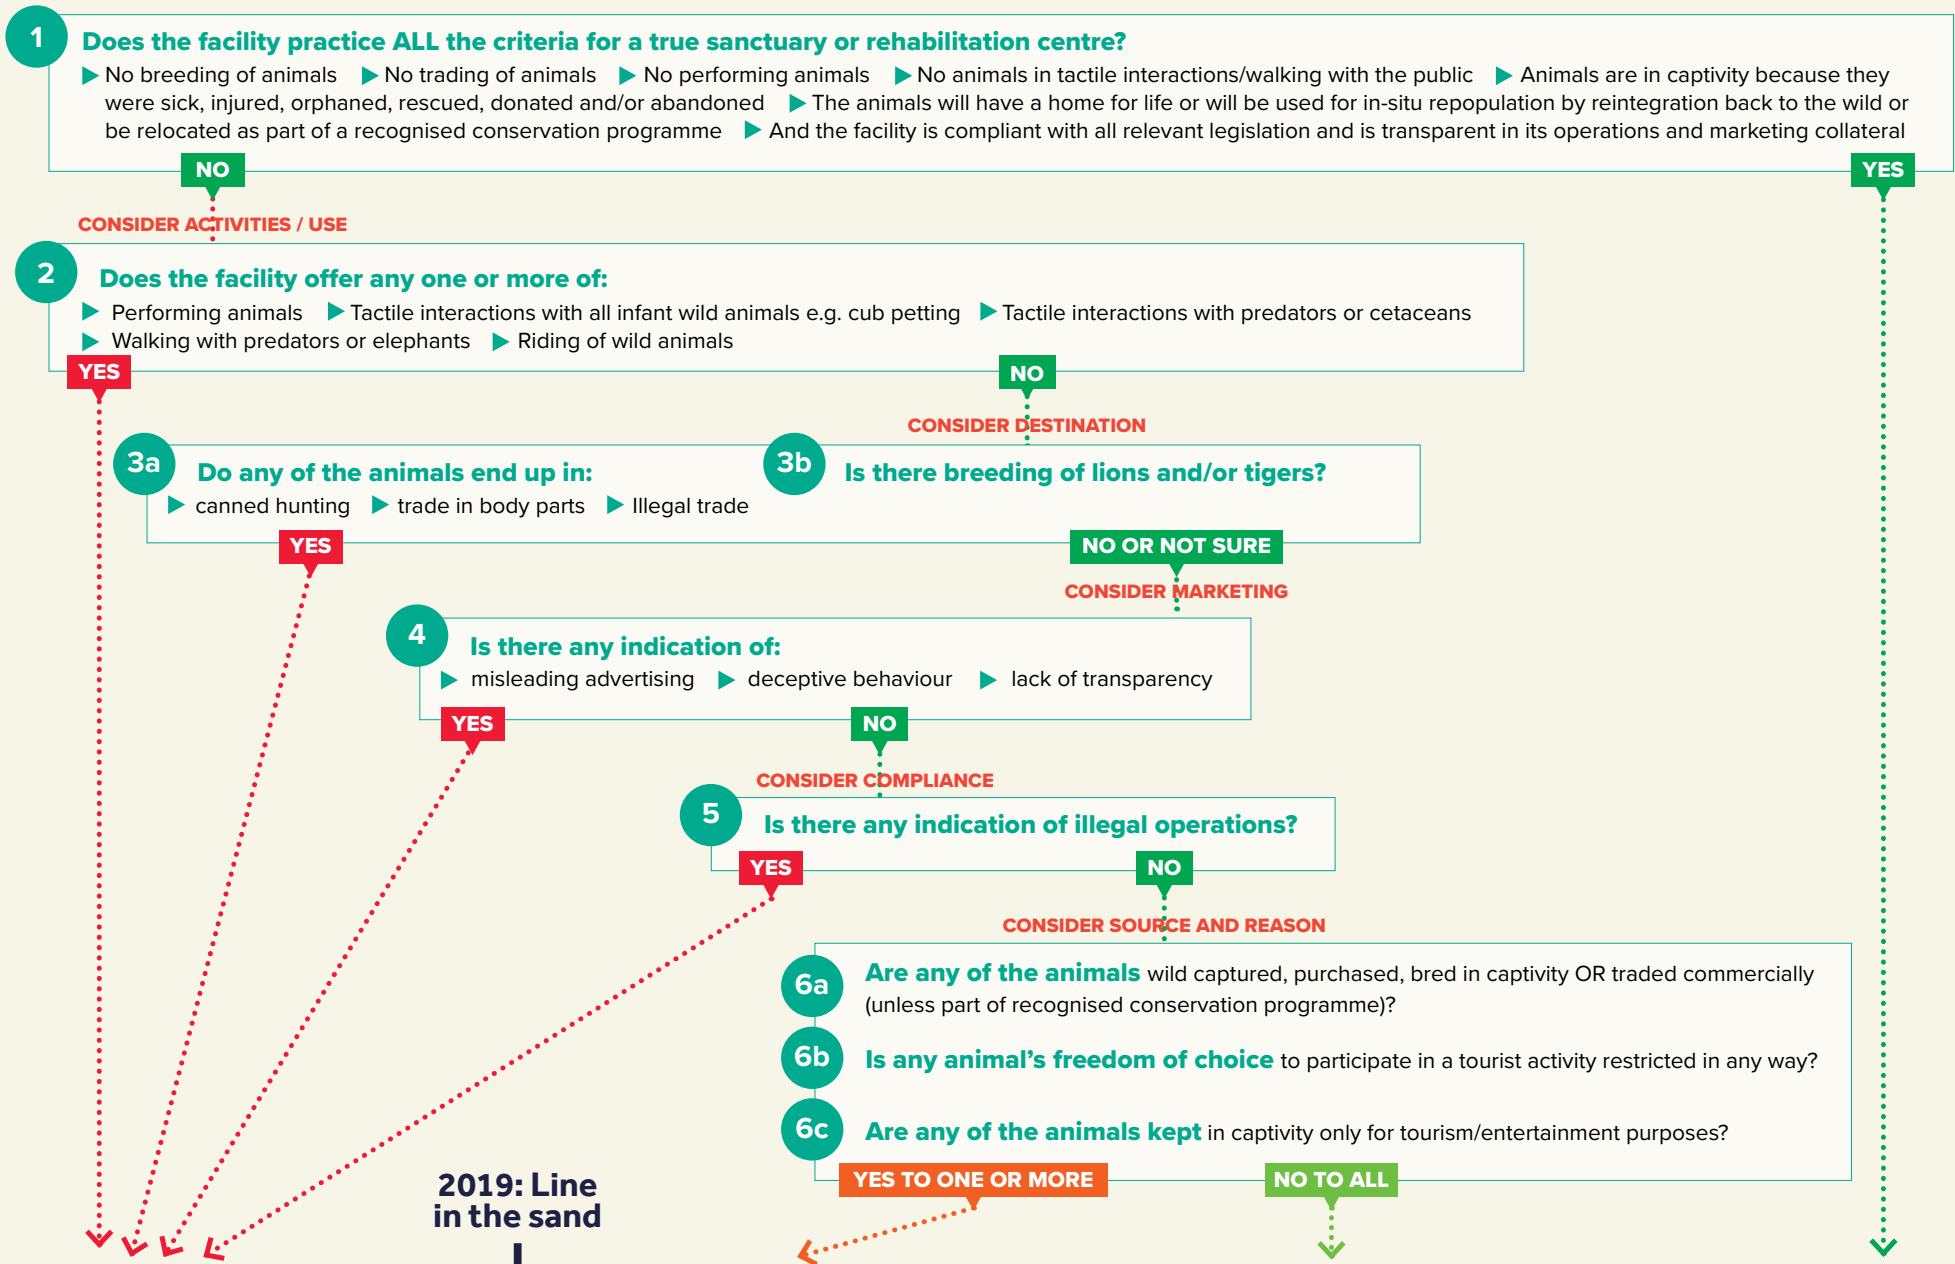 1
Does the facility practice ALL the criteria for a true sanctuary or rehabilitation centre?
No breeding of animals No trading of animals No performing animals No animals in tactile interactions/walking with the public Animals are in captivity because they
were sick, injured, orphaned, rescued, donated and/or abandoned The animals will have a home for life or will be used for in-situ repopulation by reintegration back to the wild or
be relocated as part of a recognised conservation programme And the facility is compliant with all relevant legislation and is transparent in its operations and marketing collateral
NO YES
CONSIDER ACTIVITIES / USE
2
Does the facility offer any one or more of:
Performing animals Tactile interactions with all infant wild animals e.g. cub petting Tactile interactions with predators or cetaceans
Walking with predators or elephants Riding of wild animals
YES NO
CONSIDER DESTINATION
3a
Do any of the animals end up in:
canned hunting trade in body parts Illegal trade
3b
Is there breeding of lions and/or tigers?
YES NO OR NOT SURE
CONSIDER MARKETING
4
Is there any indication of:
misleading advertising deceptive behaviour lack of transparency
YES NO
CONSIDER COMPLIANCE
5
Is there any indication of illegal operations?
YES NO
CONSIDER SOURCE AND REASON
6a
Are any of the animals wild captured, purchased, bred in captivity OR traded commercially
(unless part of recognised conservation programme)?
6b
Is any animal's freedom of choice to participate in a tourist activity restricted in any way?
6c
Are any of the animals kept in captivity only for tourism/entertainment purposes?
YES TO ONE OR MORE NO TO ALL
2019: Line
in the sand